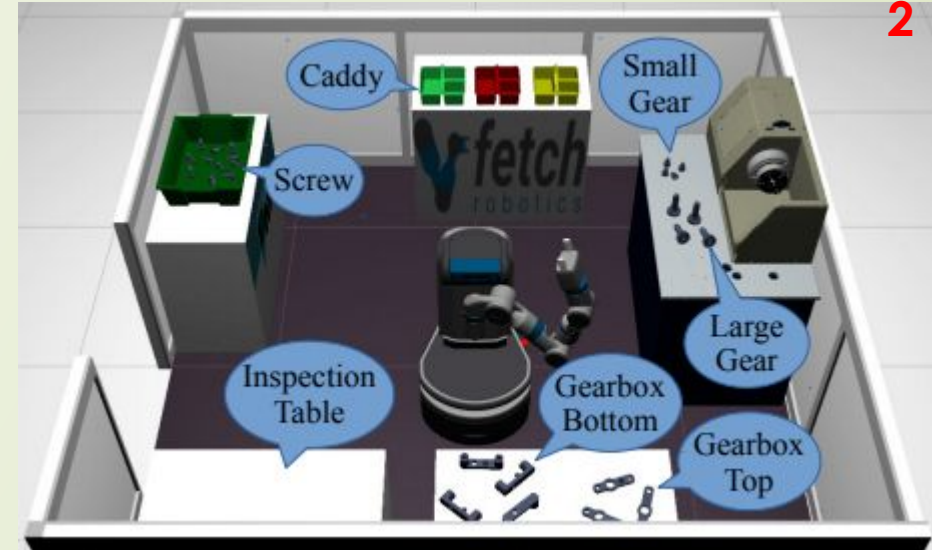 2
Caddy
Small
Gear
Screw
fetch
robotics
Large
Gear
Inspection
Table
Gearbox
Bottom
Gearbox
Top